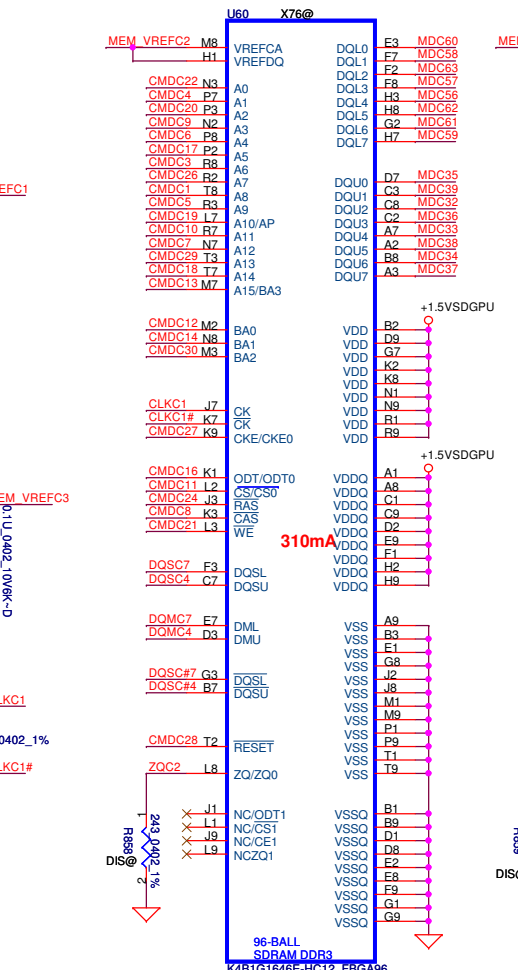 U60 X76@
MEM_VREFC2 M8 VREFCA
H1 VREFDQ
CMDC22 N3 A0
CMDC4 P7 A1
CMDC20 P3 A2
CMDC9 N2 A3
CMDC6 P8 A4
CMDC17 P2 A5
CMDC3 R8 A6
CMDC26 R2 A7
CMDC1 T8 A8
CMDC5 R3 A9
CMDC19 L7 A10/AP
CMDC10 R7 A11
CMDC7 N7 A12
CMDC29 T3 A13
CMDC18 T7 A14
CMDC13 M7 A15/BA3
CMDC12 M2 BA0
CMDC14 N8 BA1
CMDC30 M3 BA2
CLKC1 J7 CK
CLKC1# K7 CK
CMDC27 K9 CKE/CKE0
CMDC16 K1 ODT/ODT0
CMDC11 L2 CS/CS0
CMDC24 J3 RAS
CMDC8 K3 CAS
CMDC21 L3 WE
DQSC7 F3 DQSL
DQSC4 C7 DQSU
DQMC7 E7 DML
DQMC4 D3 DMU
DQSC#7 G3 DQSL
DQSC#4 B7 DQSU
CMDC28 T2 RESET
ZQC2 L8 ZQ/ZQ0
J1 NC/ODT1
L1 NC/CS1
J9 NC/CE1
L9 NCZQ1
DQL0 E3 MDC60
DQL1 F7 MDC58
DQL2 F2 MDC63
DQL3 F8 MDC57
DQL4 H3 MDC56
DQL5 H8 MDC62
DQL6 G2 MDC61
DQL7 H7 MDC59
DQU0 D7 MDC35
DQU1 C3 MDC39
DQU2 C8 MDC32
DQU3 C2 MDC36
DQU4 A7 MDC33
DQU5 A2 MDC38
DQU6 B8 MDC34
DQU7 A3 MDC37
+1.5VSDGPU
VDD B2
VDD D9
VDD G7
VDD K2
VDD K8
VDD N1
VDD N9
VDD R1
VDD R9
+1.5VSDGPU
VDDQ A1
VDDQ A8
VDDQ C1
VDDQ C9
VDDQ D2
310mA VDDQ E9
VDDQ F1
VDDQ H2
VDDQ H9
VSS A9
VSS B3
VSS E1
VSS G8
VSS J2
VSS J8
VSS M1
VSS M9
VSS P1
VSS P9
VSS T1
VSS T9
VSSQ B1
VSSQ B9
VSSQ D1
VSSQ D8
VSSQ E2
VSSQ E8
VSSQ F9
VSSQ G1
VSSQ G9
1
243_0402_1%
R858
DIS@
2
96-BALL
SDRAM DDR3
K4B1G1646E-HC12_FBGA96
EFC1
EM_VREFC3
0.1U_0402_10V6K~D
LKC1
0402_1%
LKC1#
ME
DIS@